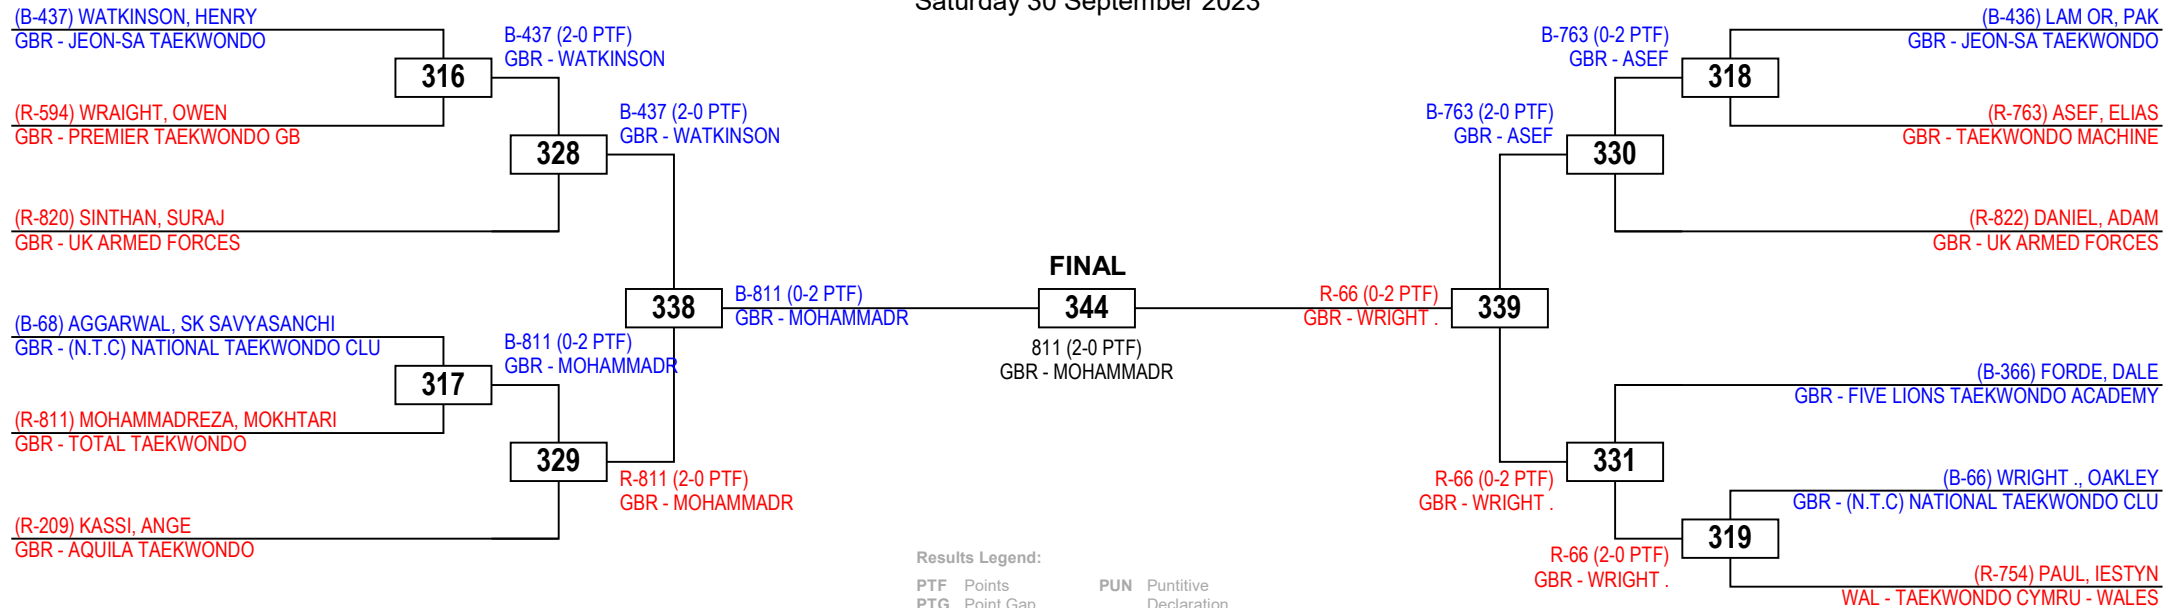 Saturday 30 September 2023
(B-437) WATKINSON, HENRY
GBR - JEON-SA TAEKWONDO
316
(R-594) WRAIGHT, OWEN
GBR - PREMIER TAEKWONDO GB
B-437 (2-0 PTF)
GBR - WATKINSON
328
(R-820) SINTHAN, SURAJ
GBR - UK ARMED FORCES
B-437 (2-0 PTF)
GBR - WATKINSON
338
(B-68) AGGARWAL, SK SAVYASANCHI
GBR - (N.T.C) NATIONAL TAEKWONDO CLU
317
(R-811) MOHAMMADREZA, MOKHTARI
GBR - TOTAL TAEKWONDO
B-811 (0-2 PTF)
GBR - MOHAMMADR
329
(R-209) KASSI, ANGE
GBR - AQUILA TAEKWONDO
R-811 (2-0 PTF)
GBR - MOHAMMADR
B-811 (0-2 PTF)
GBR - MOHAMMADR
FINAL
344
811 (2-0 PTF)
GBR - MOHAMMADR
R-66 (0-2 PTF)
GBR - WRIGHT .
339
B-763 (2-0 PTF)
GBR - ASEF
330
B-763 (0-2 PTF)
GBR - ASEF
318
(B-436) LAM OR, PAK
GBR - JEON-SA TAEKWONDO
(R-763) ASEF, ELIAS
GBR - TAEKWONDO MACHINE
(R-822) DANIEL, ADAM
GBR - UK ARMED FORCES
(B-366) FORDE, DALE
GBR - FIVE LIONS TAEKWONDO ACADEMY
331
R-66 (0-2 PTF)
GBR - WRIGHT .
(B-66) WRIGHT ., OAKLEY
GBR - (N.T.C) NATIONAL TAEKWONDO CLU
319
R-66 (2-0 PTF)
GBR - WRIGHT .
(R-754) PAUL, IESTYN
WAL - TAEKWONDO CYMRU - WALES
Results Legend:
PTF Points PUN Puntitive
PTG Point Gap Declaration